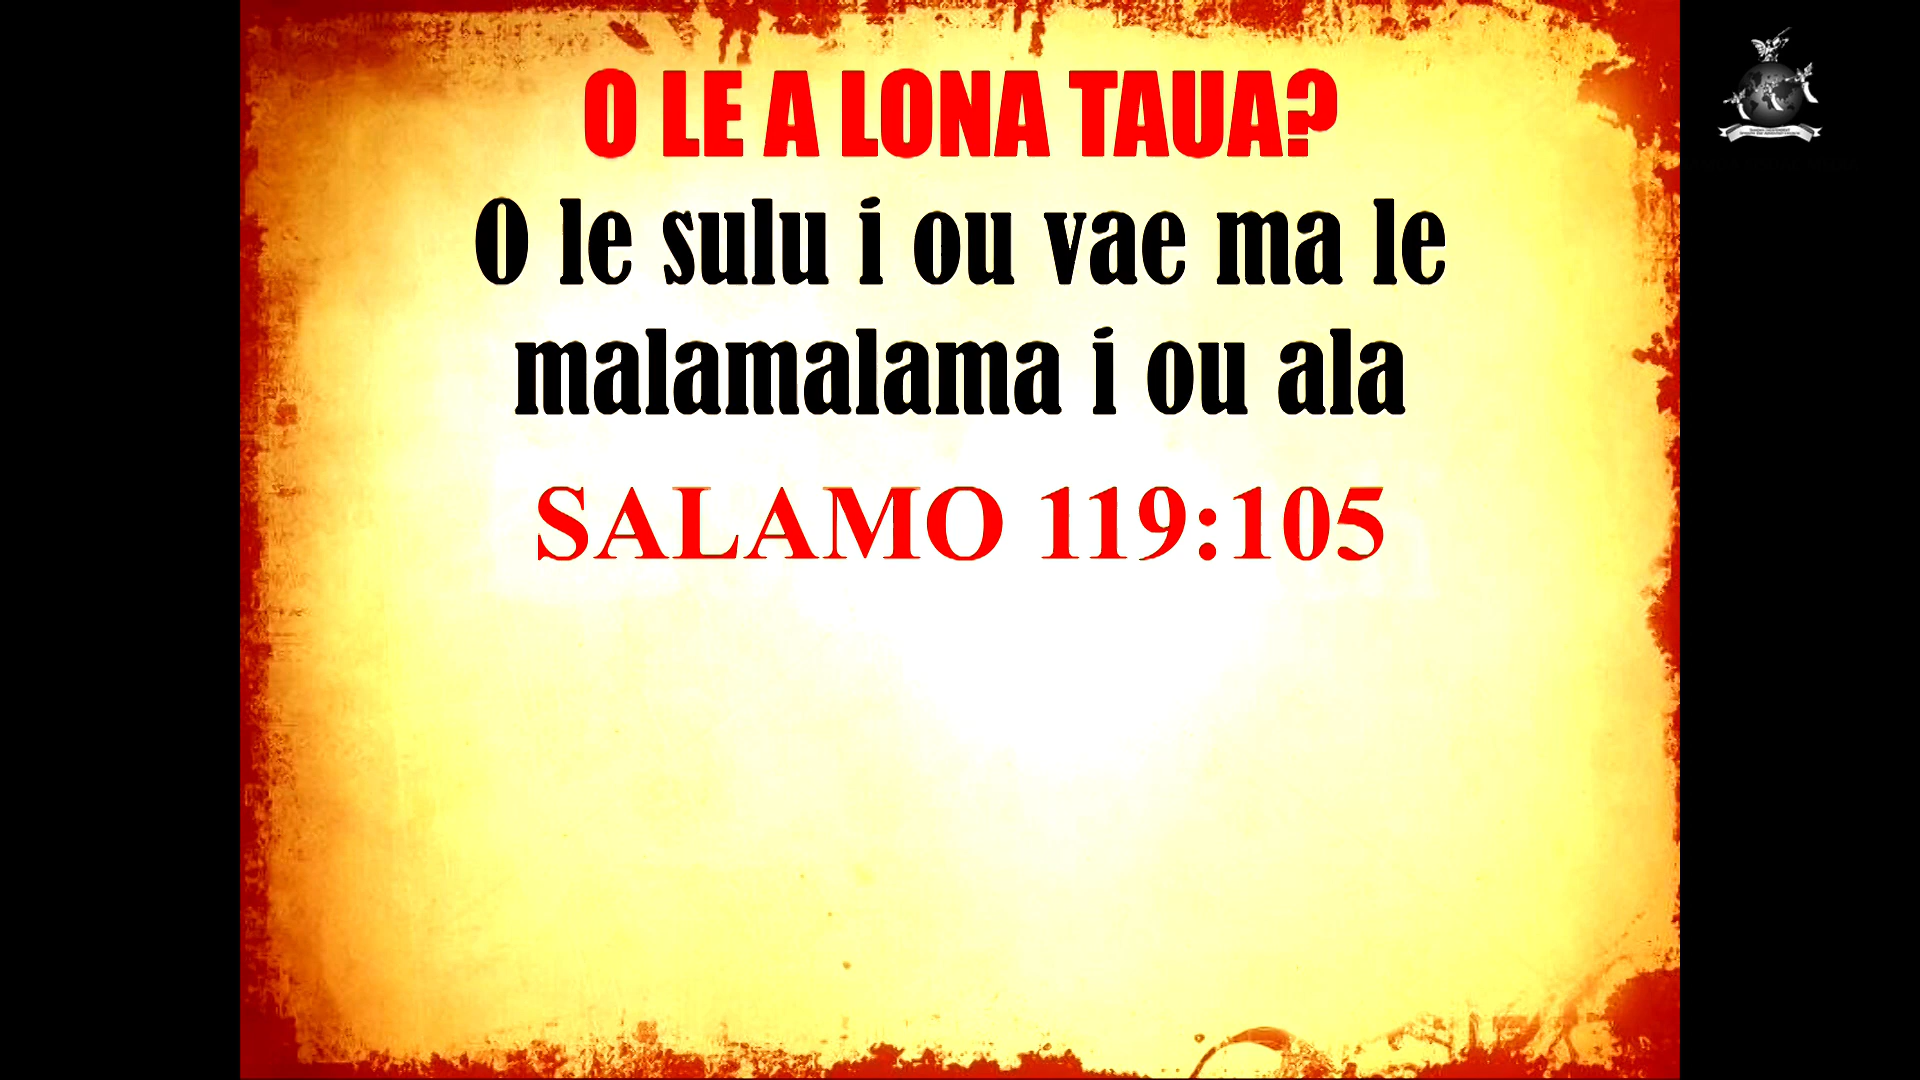 O LE A LONA TAUA?
O le sulu i ou vae ma le
malamalama i ou ala
SALAMO 119:105